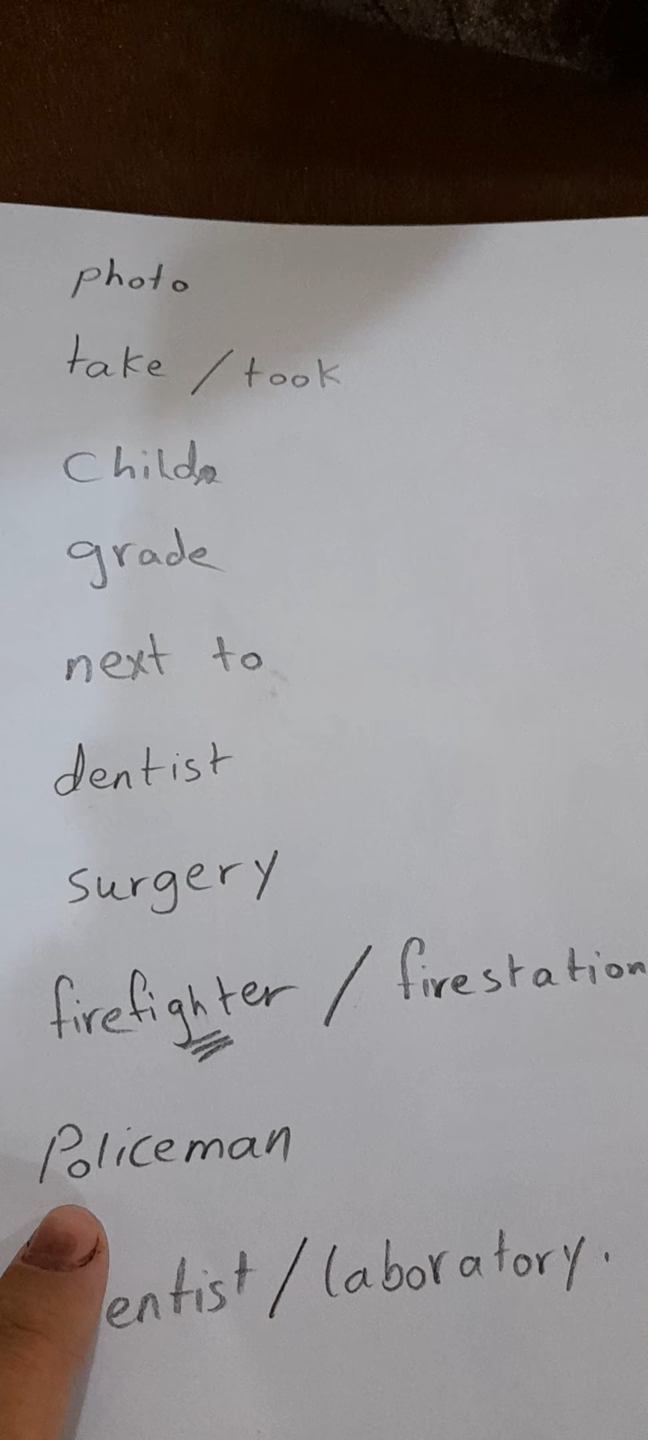 photo
take / took
Child
grade
next to
dentist
surgery
firefighter / firestation
Policeman
entist / laboratory.